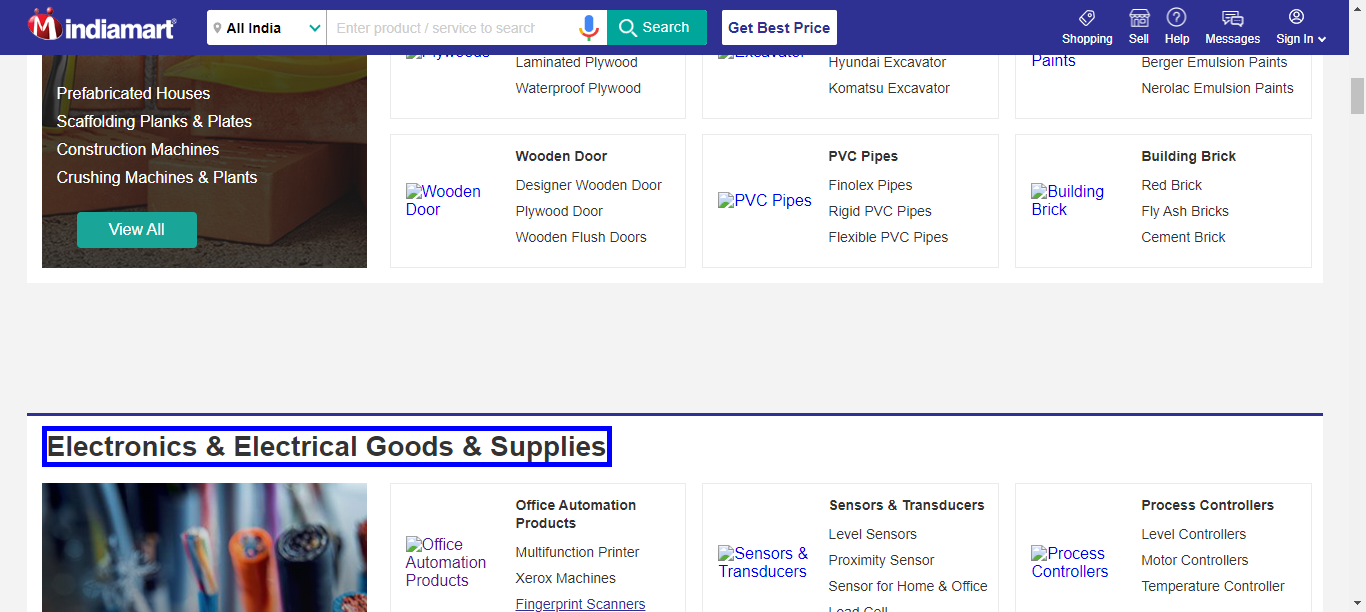 indiamart
All India
Enter product / service to search
Search
Get Best Price
Shopping
Sell
Help
Messages
Sign In
Prefabricated Houses
Scaffolding Planks & Plates
Construction Machines
Crushing Machines & Plants
View All
Laminated Plywood
Waterproof Plywood
Hyundai Excavator
Komatsu Excavator
Paints
Berger Emulsion Paints
Nerolac Emulsion Paints
Wooden
Door
Wooden Door
Designer Wooden Door
Plywood Door
Wooden Flush Doors
PVC Pipes
PVC Pipes
Finolex Pipes
Rigid PVC Pipes
Flexible PVC Pipes
Building
Brick
Building Brick
Red Brick
Fly Ash Bricks
Cement Brick
Electronics & Electrical Goods & Supplies
Office
Automation
Products
Office Automation
Products
Multifunction Printer
Xerox Machines
Fingerprint Scanners
Sensors &
Transducers
Sensors & Transducers
Level Sensors
Proximity Sensor
Sensor for Home & Office
Load Cell
Process
Controllers
Process Controllers
Level Controllers
Motor Controllers
Temperature Controller